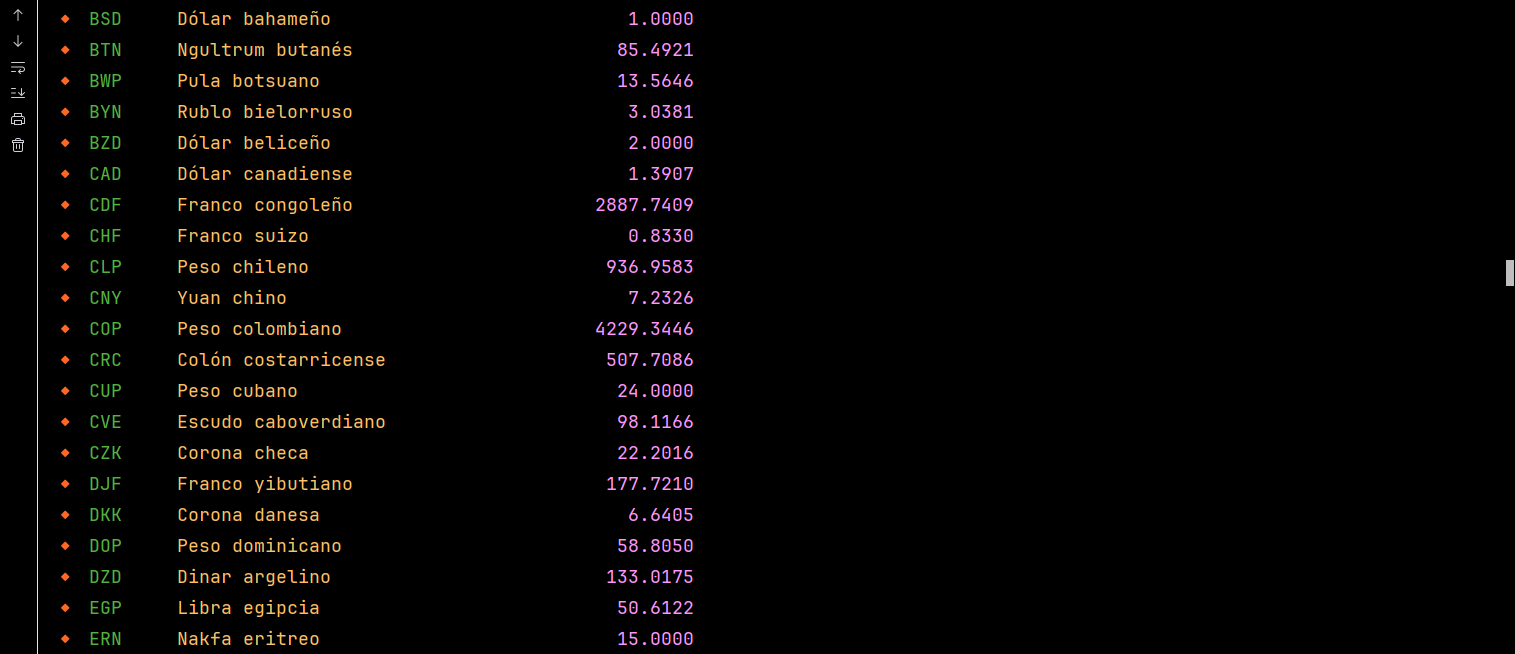 ◆ BSD Dólar bahameño 1.0000
◆ BTN Ngultrum butanés 85.4921
◆ BWP Pula botsuano 13.5646
◆ BYN Rublo bielorruso 3.0381
◆ BZD Dólar beliceño 2.0000
◆ CAD Dólar canadiense 1.3907
◆ CDF Franco congoleño 2887.7409
◆ CHF Franco suizo 0.8330
◆ CLP Peso chileno 936.9583
◆ CNY Yuan chino 7.2326
◆ COP Peso colombiano 4229.3446
◆ CRC Colón costarricense 507.7086
◆ CUP Peso cubano 24.0000
◆ CVE Escudo caboverdiano 98.1166
◆ CZK Corona checa 22.2016
◆ DJF Franco yibutiano 177.7210
◆ DKK Corona danesa 6.6405
◆ DOP Peso dominicano 58.8050
◆ DZD Dinar argelino 133.0175
◆ EGP Libra egipcia 50.6122
◆ ERN Nakfa eritreo 15.0000